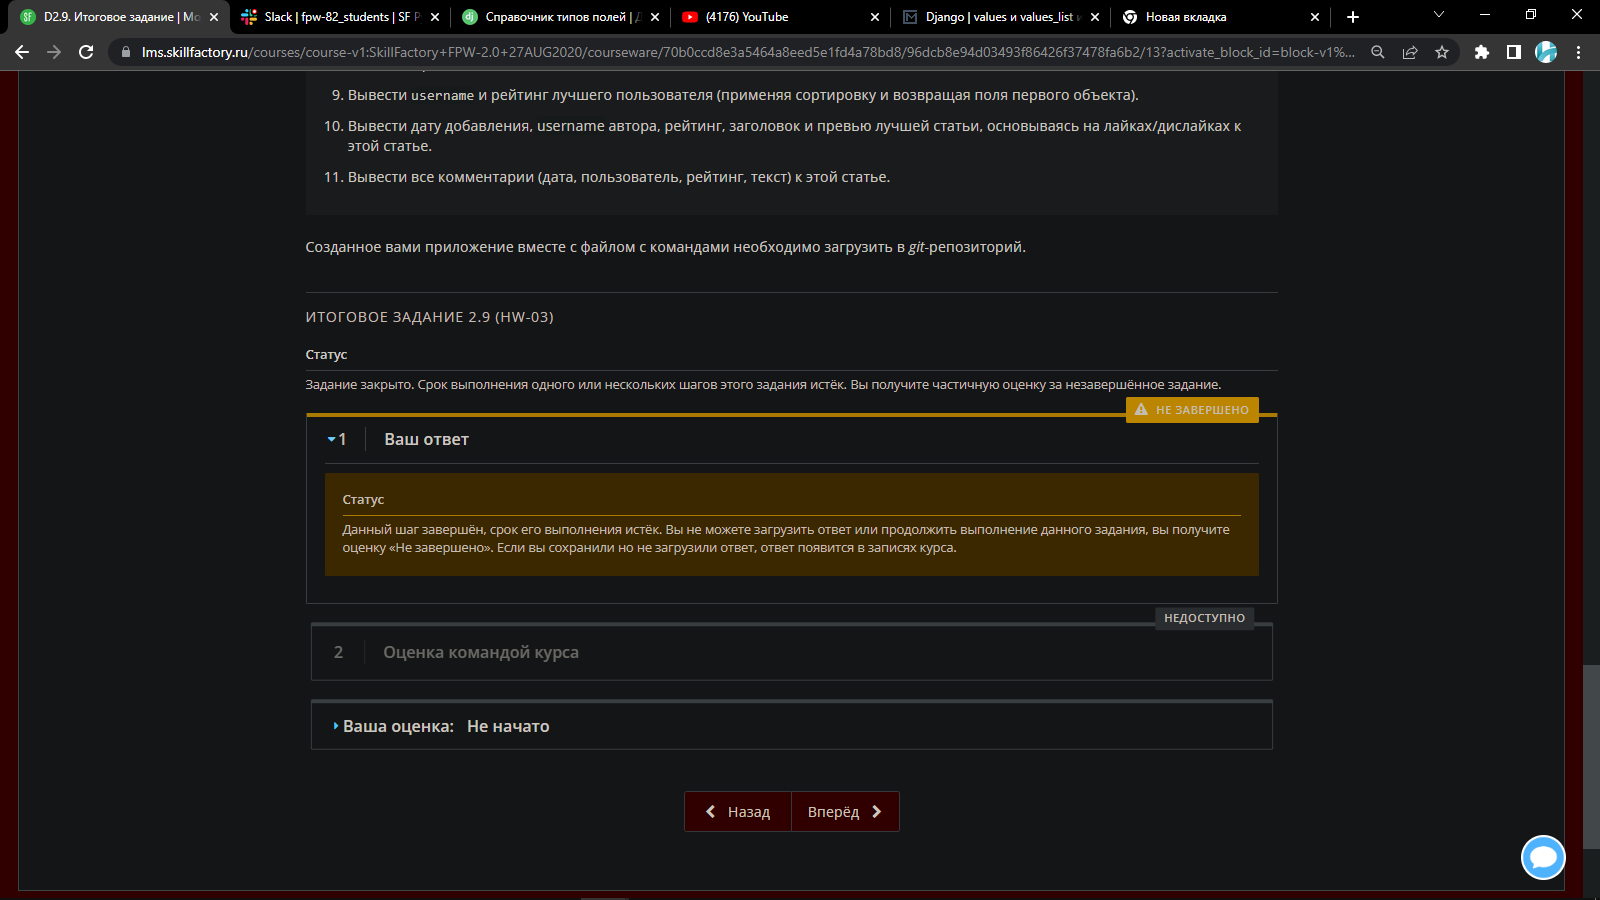 D2.9. Итоговое задание | Мо
Slack | fpw-82_students | SF P
Справочник типов полей | Д
(4176) YouTube
Django | values и values_list и
Новая вкладка
lms.skillfactory.ru/courses/course-v1:SkillFactory+FPW-2.0+27AUG2020/courseware/70b0ccd8e3a5464a8eed5e1fd4a78bd8/96dcb8e94d03493f86426f37478fa6b2/13?activate_block_id=block-v1%...
9. Вывести username и рейтинг лучшего пользователя (применяя сортировку и возвращая поля первого объекта).
10. Вывести дату добавления, username автора, рейтинг, заголовок и превью лучшей статьи, основываясь на лайках/дислайках к
этой статье.
11. Вывести все комментарии (дата, пользователь, рейтинг, текст) к этой статье.
Созданное вами приложение вместе с файлом с командами необходимо загрузить в git-репозиторий.
ИТОГОВОЕ ЗАДАНИЕ 2.9 (HW-03)
Статус
Задание закрыто. Срок выполнения одного или нескольких шагов этого задания истёк. Вы получите частичную оценку за незавершённое задание.
НЕ ЗАВЕРШЕНО
1 Ваш ответ
Статус
Данный шаг завершён, срок его выполнения истёк. Вы не можете загрузить ответ или продолжить выполнение данного задания, вы получите
оценку «Не завершено». Если вы сохранили но не загрузили ответ, ответ появится в записях курса.
НЕДОСТУПНО
2 Оценка командой курса
Ваша оценка: Не начато
Назад
Вперёд